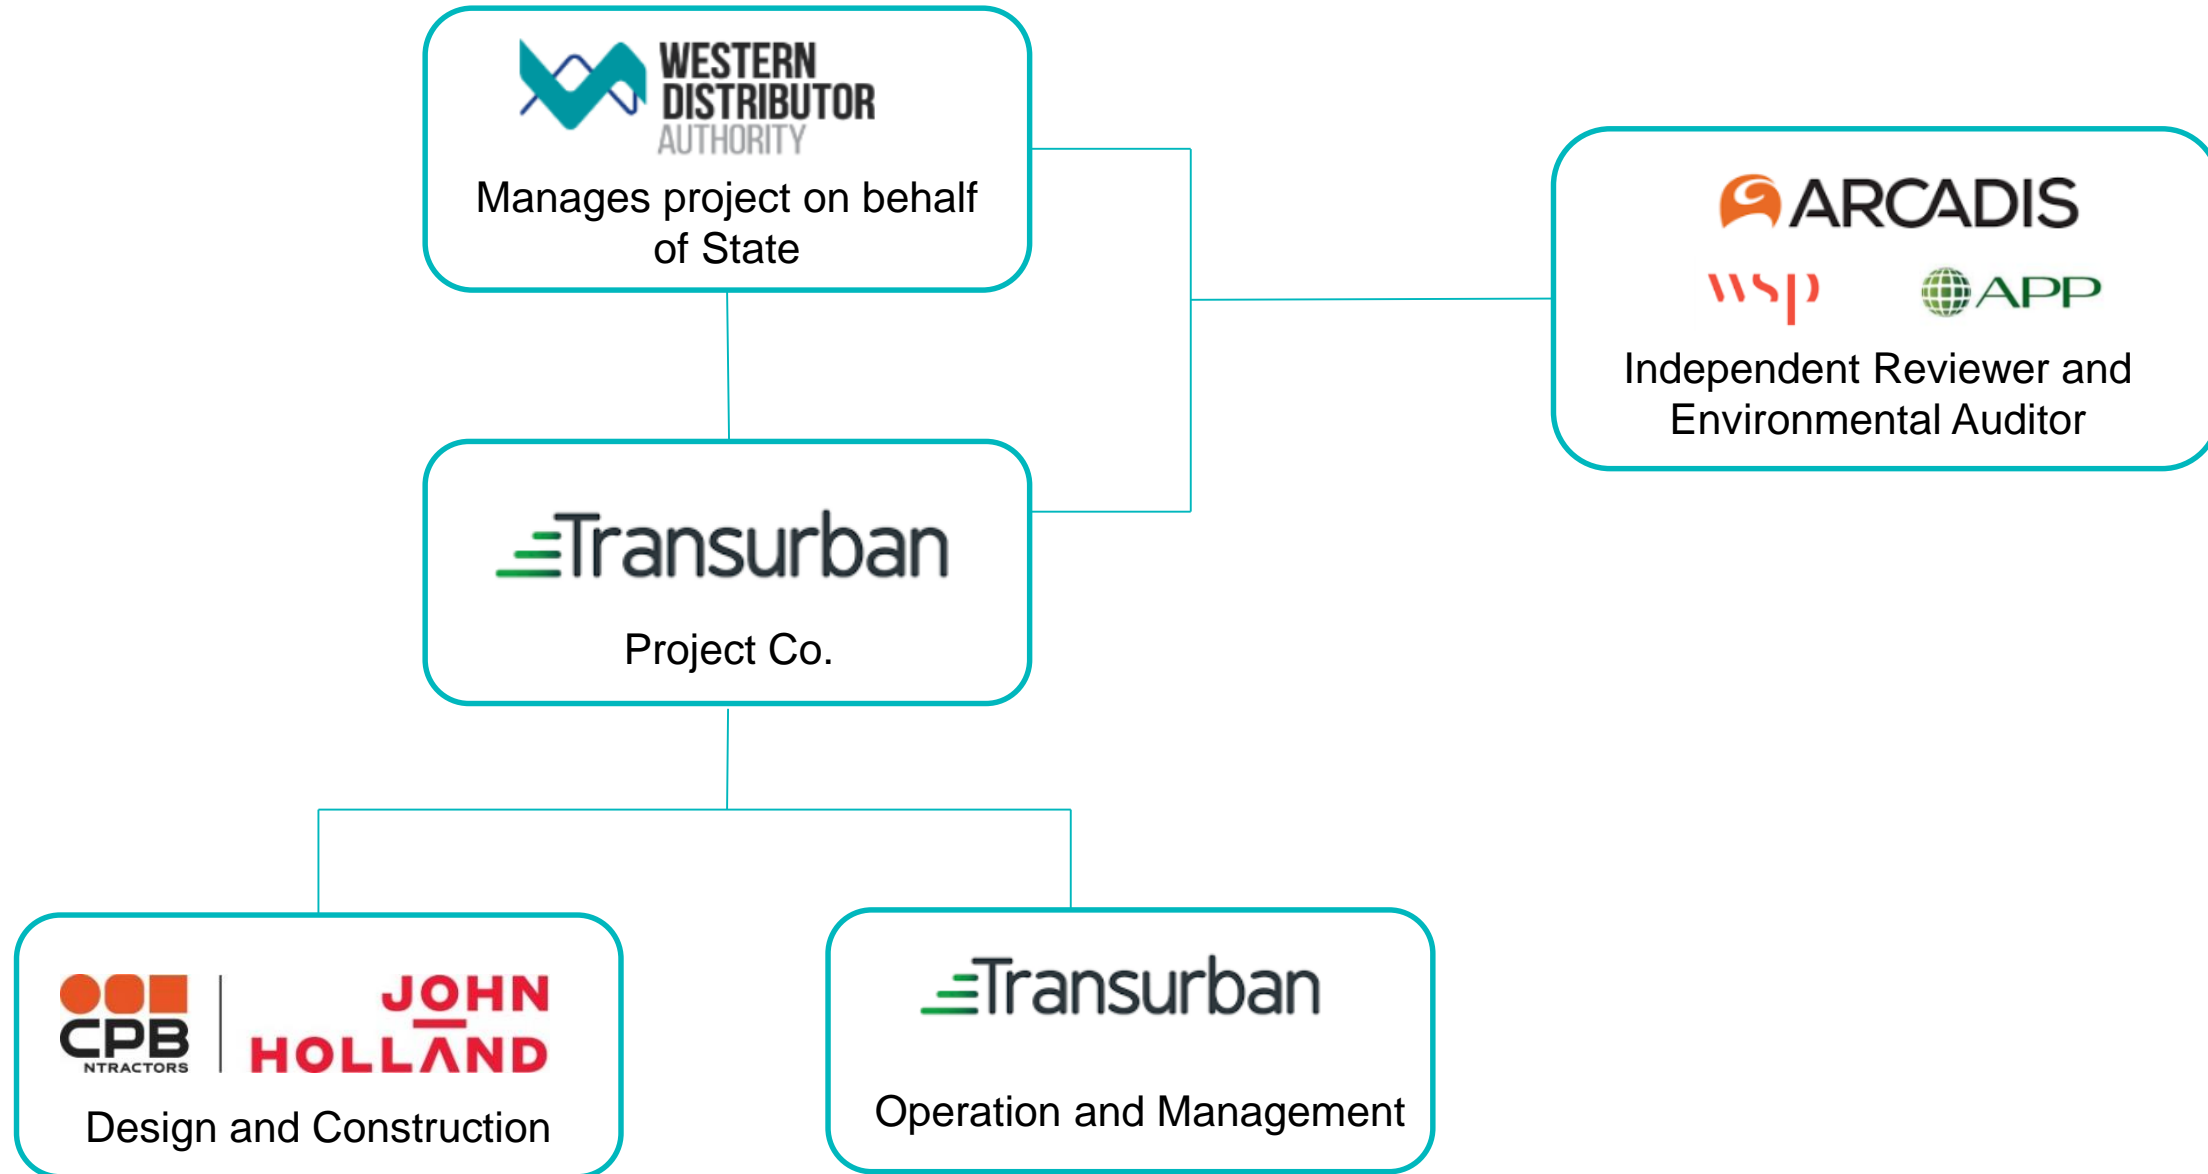 WESTERN
DISTRIBUTOR
AUTHORITY
Manages project on behalf
of State
ARCADIS
wsp
APP
Independent Reviewer and
Environmental Auditor
Transurban
Project Co.
CPB
NTRACTORS
JOHN
HOLLAND
Design and Construction
Transurban
Operation and Management